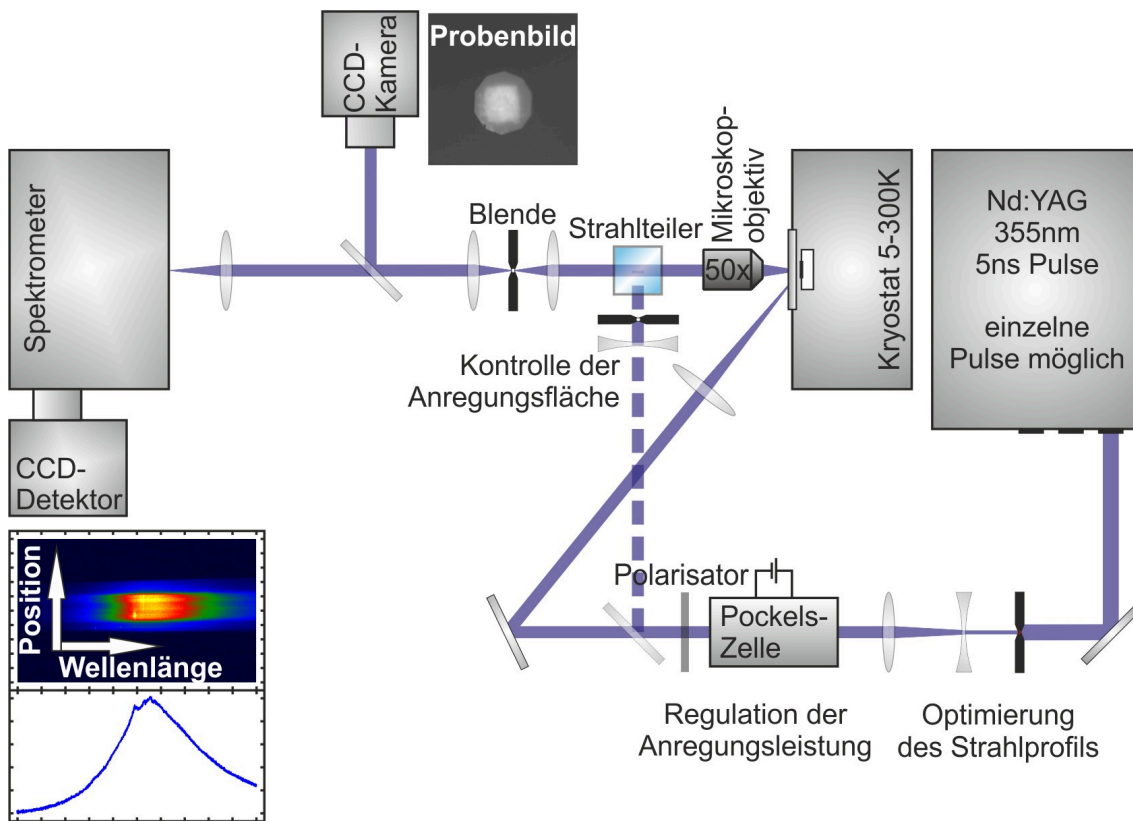 CCD-
Kamera
Probenbild
Spektrometer
Blende
Strahlteiler
Mikroskop-
objektiv
50x
Kryostat 5-300K
Nd:YAG
355nm
5ns Pulse
einzelne
Pulse möglich
Kontrolle der
Anregungsfläche
CCD-
Detektor
Position
Wellenlänge
Polarisator
Pockels-
Zelle
Regulation der
Anregungsleistung
Optimierung
des Strahlprofils